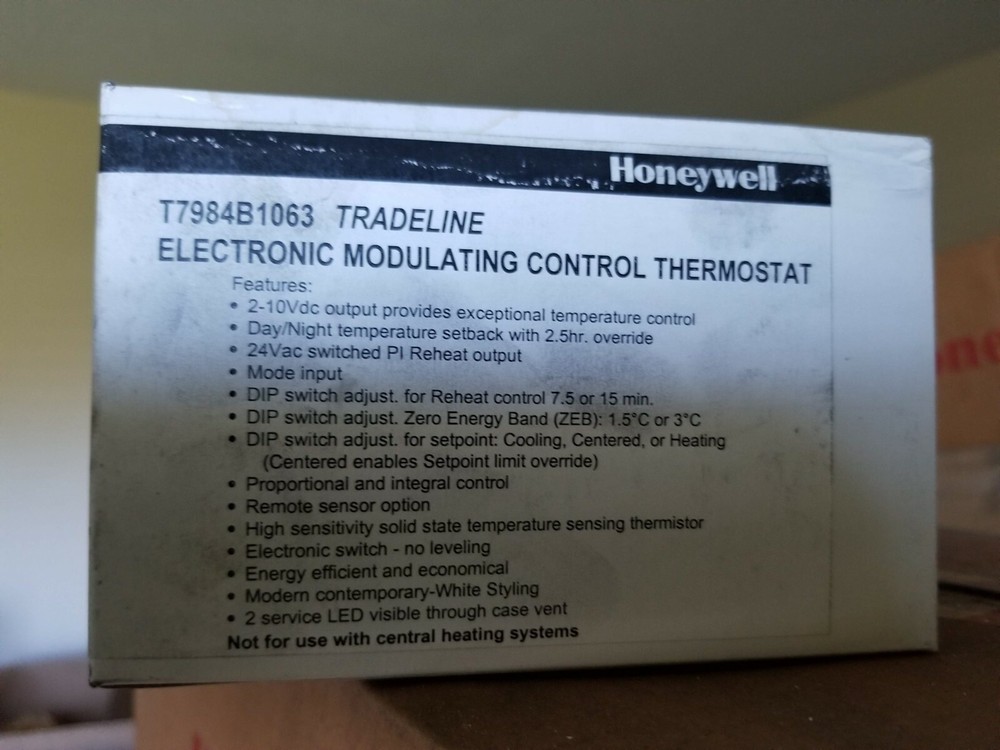 Honeywell
T7984B1063 TRADELINE
ELECTRONIC MODULATING CONTROL THERMOSTAT
Features:
• 2-10Vdc output provides exceptional temperature control
• Day/Night temperature setback with 2.5hr. override
• 24Vac switched PI Reheat output
• Mode input
• DIP switch adjust. for Reheat control 7.5 or 15 min.
• DIP switch adjust. Zero Energy Band (ZEB): 1.5°C or 3°C
• DIP switch adjust. for setpoint: Cooling, Centered, or Heating
(Centered enables Setpoint limit override)
• Proportional and integral control
• Remote sensor option
• High sensitivity solid state temperature sensing thermistor
• Electronic switch - no leveling
• Energy efficient and economical
• Modern contemporary-White Styling
• 2 service LED visible through case vent
Not for use with central heating systems